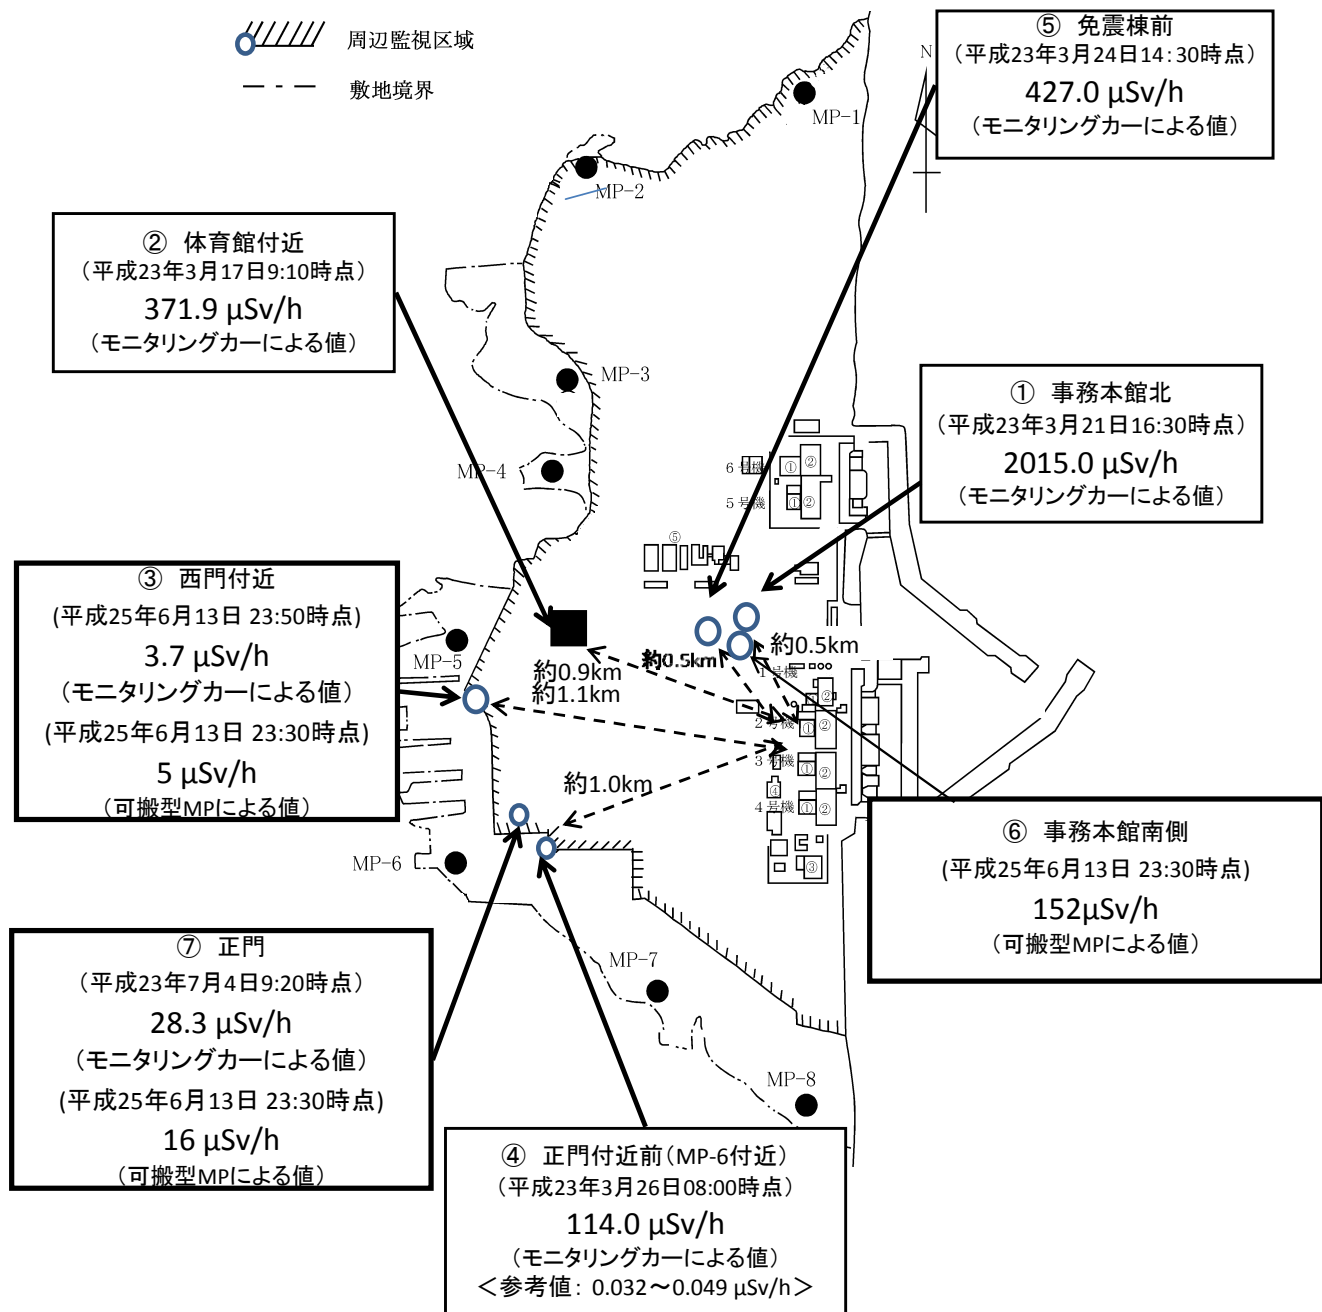 周辺監視区域
敷地境界
⑤ 免震棟前
(平成23年3月24日14:30時点)
427.0 μSv/h
(モニタリングカーによる値)
N
MP-1
MP-2
② 体育館付近
(平成23年3月17日9:10時点)
371.9 μSv/h
(モニタリングカーによる値)
MP-3
① 事務本館北
(平成23年3月21日16:30時点)
2015.0 μSv/h
(モニタリングカーによる値)
MP-4
6号機
① ②
5号機
① ②
⑤
③ 西門付近
(平成25年6月13日 23:50時点)
3.7 μSv/h
(モニタリングカーによる値)
(平成25年6月13日 23:30時点)
5 μSv/h
(可搬型MPによる値)
MP-5
約0.9km
約0.5km
約0.5km
約1.1km
1号機
②
2号機
① ②
3号機
① ②
約1.0km
④
4号機
① ②
③
MP-6
⑥ 事務本館南側
(平成25年6月13日 23:30時点)
152μSv/h
(可搬型MPによる値)
⑦ 正門
(平成23年7月4日9:20時点)
28.3 μSv/h
(モニタリングカーによる値)
(平成25年6月13日 23:30時点)
16 μSv/h
(可搬型MPによる値)
MP-7
MP-8
④ 正門付近前(MP-6付近)
(平成23年3月26日08:00時点)
114.0 μSv/h
(モニタリングカーによる値)
<参考値: 0.032~0.049 μSv/h>